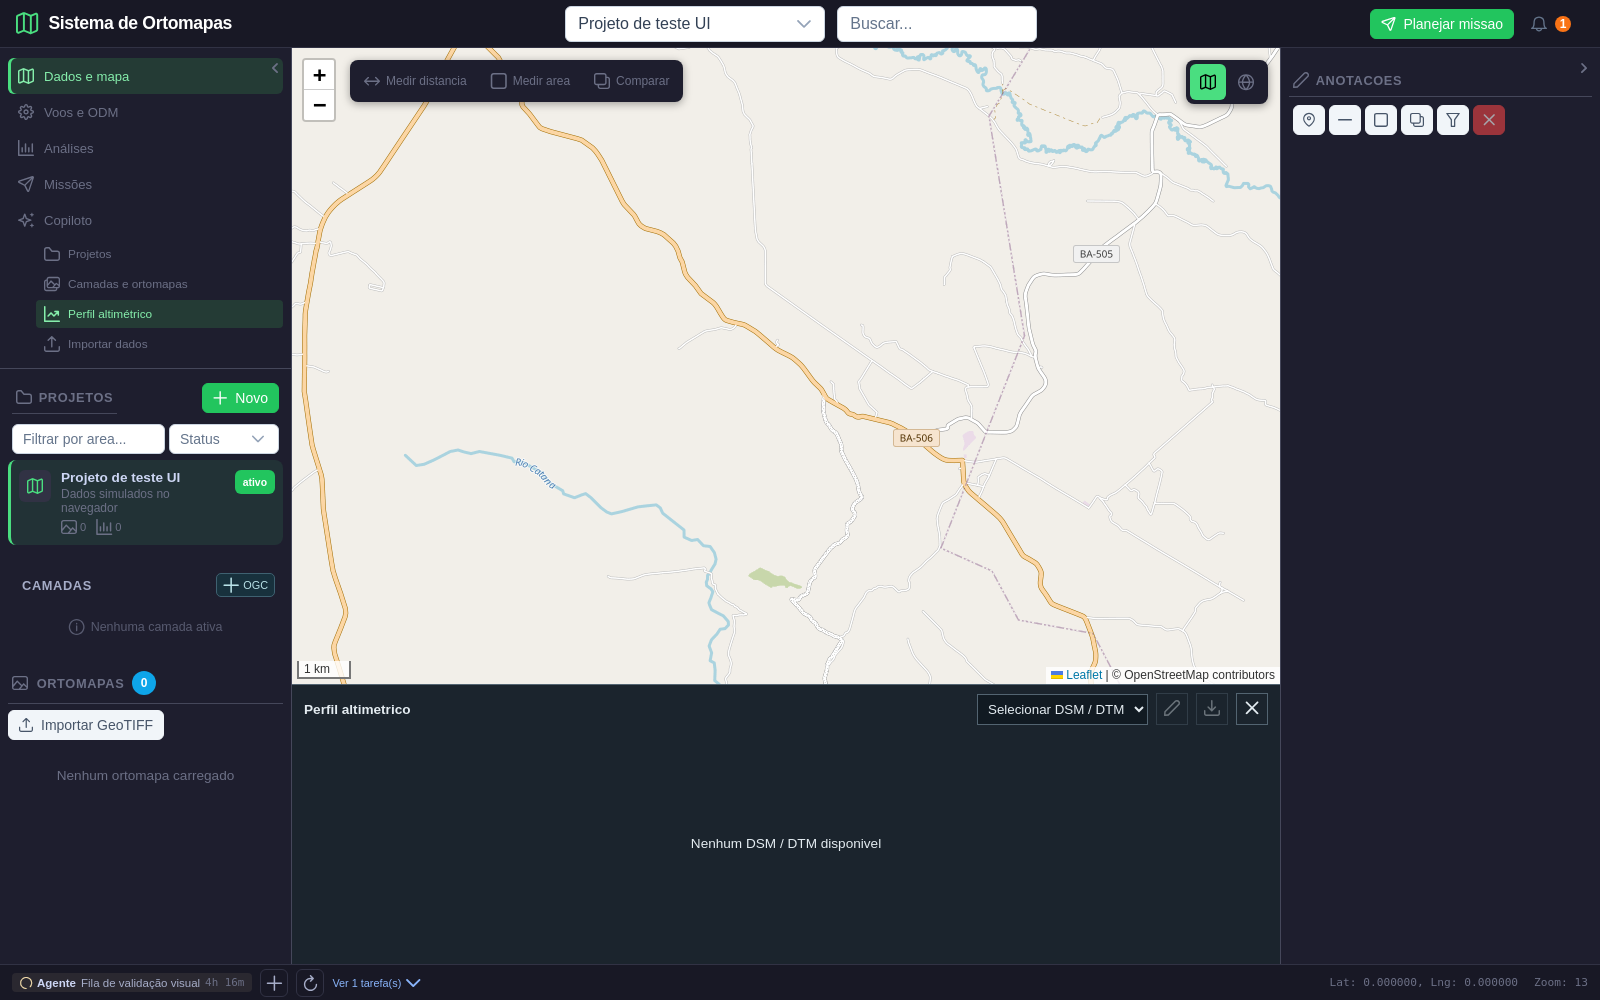 Sistema de Ortomapas
Projeto de teste UI
Buscar...
Planejar missao
1
Dados e mapa
Voos e ODM
Análises
Missões
Copiloto
Projetos
Camadas e ortomapas
Perfil altimétrico
Importar dados
PROJETOS
Novo
Filtrar por area...
Status
Projeto de teste UI
Dados simulados no
navegador
ativo
0
0
CAMADAS
OGC
Nenhuma camada ativa
ORTOMAPAS
0
Importar GeoTIFF
Nenhum ortomapa carregado
+
−
Medir distancia
Medir area
Comparar
BA-505
BA-506
Rio Catana
1 km
Leaflet | © OpenStreetMap contributors
ANOTACOES
Perfil altimetrico
Selecionar DSM / DTM
Nenhum DSM / DTM disponivel
Agente Fila de validação visual 4h 16m
Ver 1 tarefa(s)
Lat: 0.000000, Lng: 0.000000 Zoom: 13